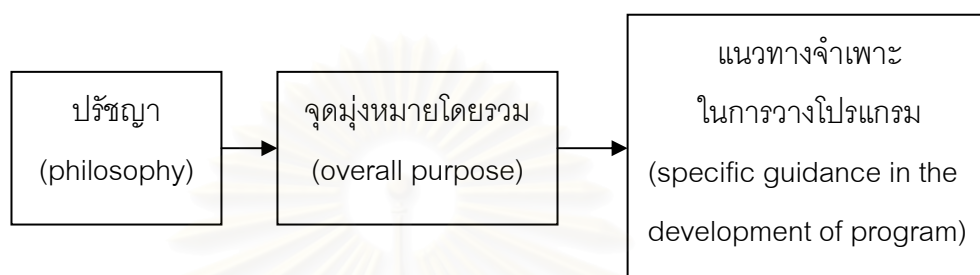 ปรัชญา
(philosophy)
จุดมุ่งหมายโดยรวม
(overall purpose)
แนวทางจำเพาะ
ในการวางโปรแกรม
(specific guidance in the
development of program)